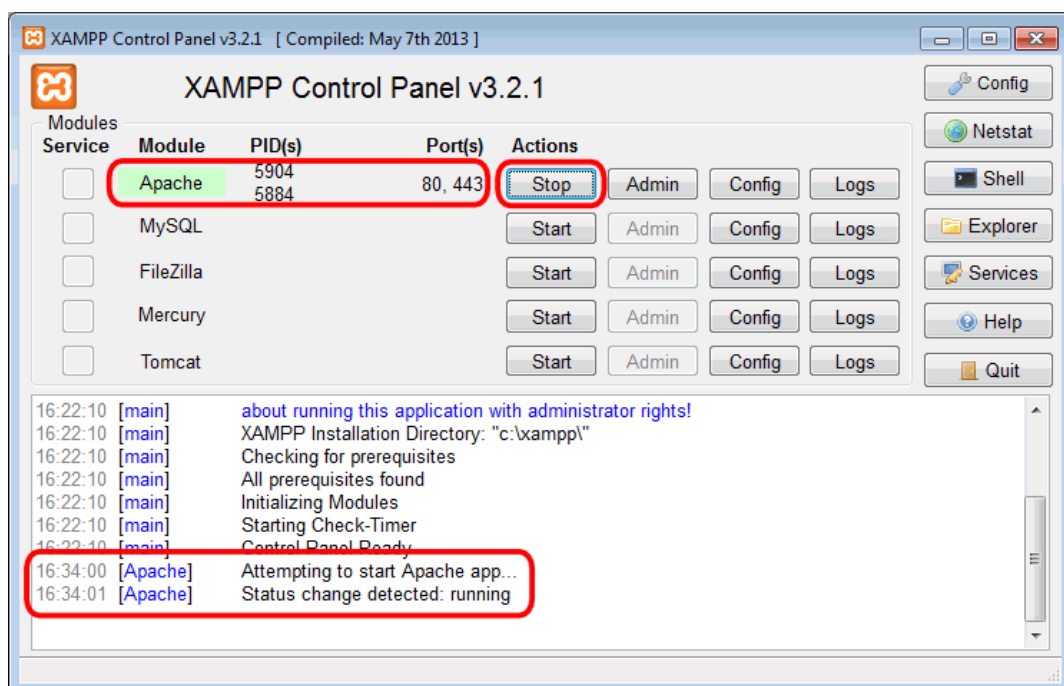 XAMPP Control Panel v3.2.1 [ Compiled: May 7th 2013 ]
XAMPP Control Panel v3.2.1
Config
Modules
Netstat
Service Module PID(s) Port(s) Actions
Apache 5904 5884 80, 443 Stop Admin Config Logs
Shell
MySQL Start Admin Config Logs
Explorer
FileZilla Start Admin Config Logs
Services
Mercury Start Admin Config Logs
Help
Tomcat Start Admin Config Logs
Quit
16:22:10 [main] about running this application with administrator rights!
16:22:10 [main] XAMPP Installation Directory: "c:\xampp\"
16:22:10 [main] Checking for prerequisites
16:22:10 [main] All prerequisites found
16:22:10 [main] Initializing Modules
16:22:10 [main] Starting Check-Timer
16:22:10 [main] Control Panel Ready
16:34:00 [Apache] Attempting to start Apache app...
16:34:01 [Apache] Status change detected: running